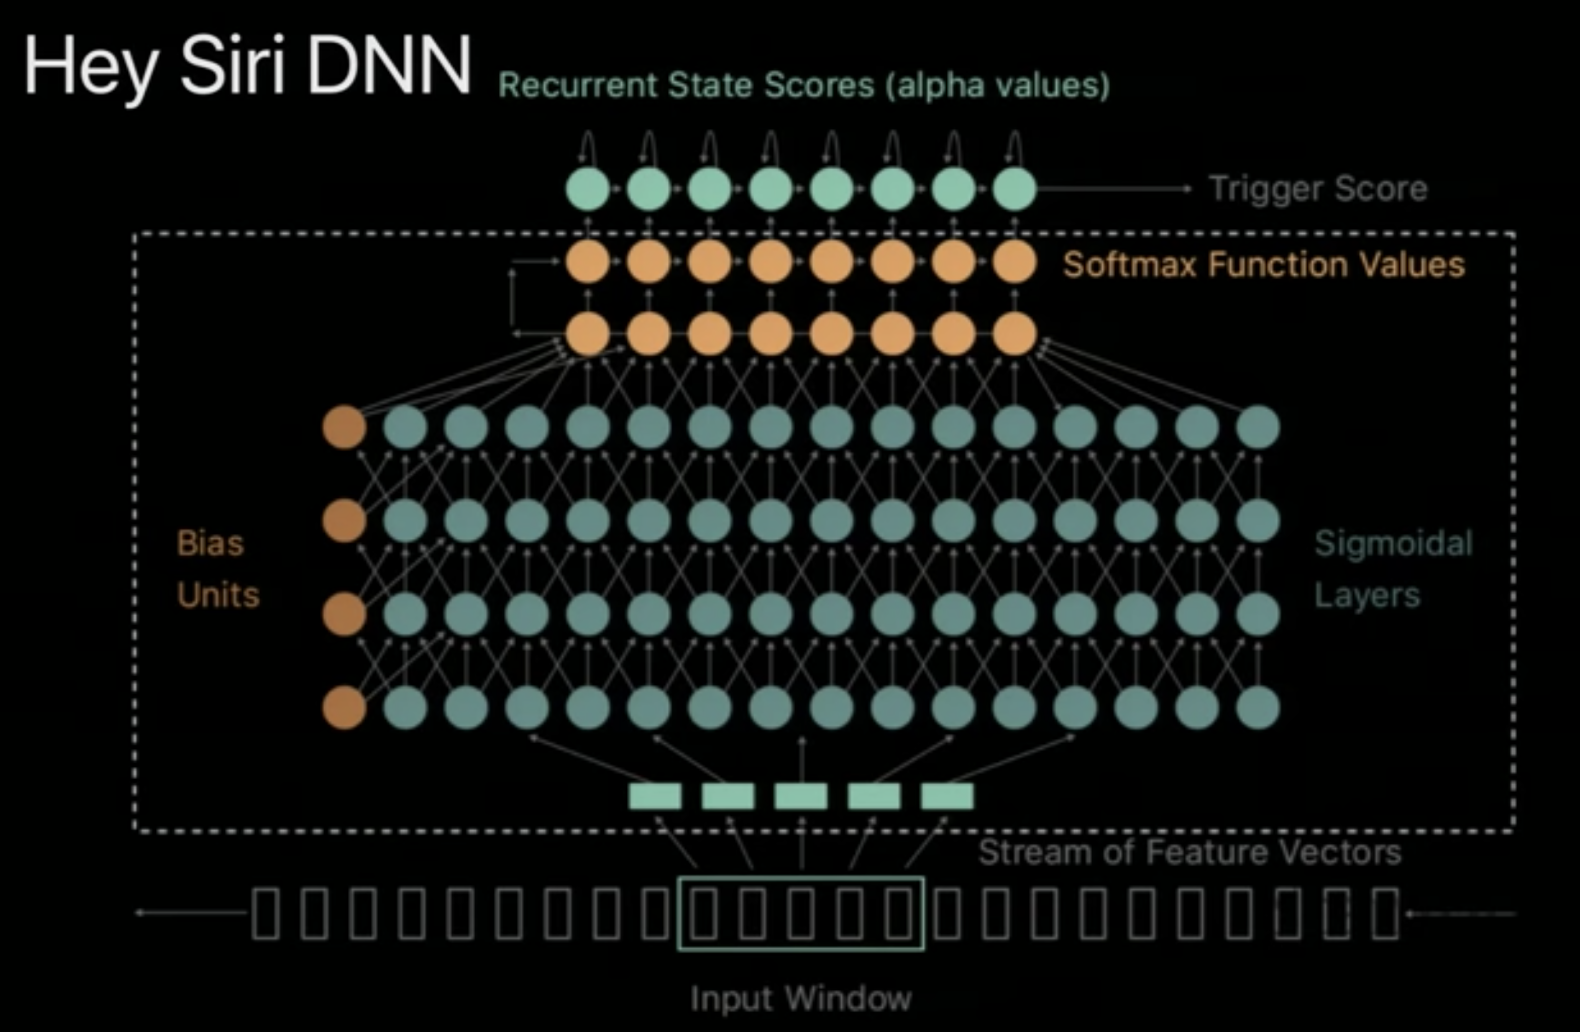 Hey Siri DNN
Recurrent State Scores (alpha values)
Trigger Score
Softmax Function Values
Bias
Units
Sigmoidal
Layers
Stream of Feature Vectors
Input Window